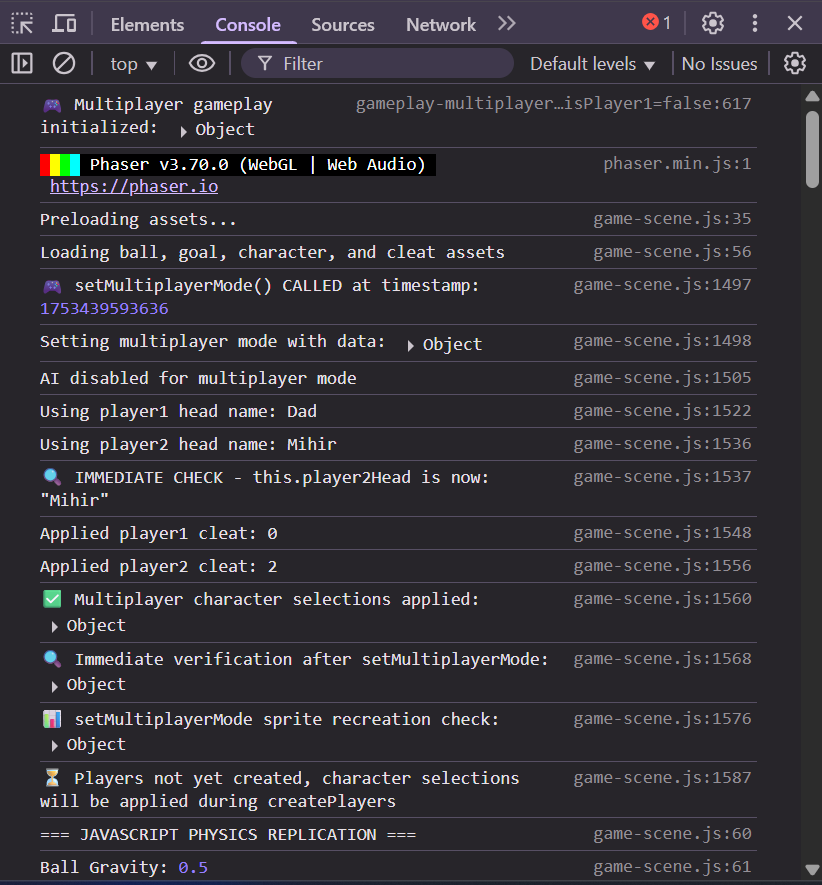 Elements Console Sources Network 1
top Filter Default levels No Issues
🎮 Multiplayer gameplay gameplay-multiplayer…isPlayer1=false:617
initialized: Object
Phaser v3.70.0 (WebGL | Web Audio) phaser.min.js:1
https://phaser.io
Preloading assets... game-scene.js:35
Loading ball, goal, character, and cleat assets game-scene.js:56
🎮 setMultiplayerMode() CALLED at timestamp: game-scene.js:1497
1753439593636
Setting multiplayer mode with data: Object game-scene.js:1498
AI disabled for multiplayer mode game-scene.js:1505
Using player1 head name: Dad game-scene.js:1522
Using player2 head name: Mihir game-scene.js:1536
🔍 IMMEDIATE CHECK - this.player2Head is now: game-scene.js:1537
"Mihir"
Applied player1 cleat: 0 game-scene.js:1548
Applied player2 cleat: 2 game-scene.js:1556
✅ Multiplayer character selections applied: game-scene.js:1560
Object
🔍 Immediate verification after setMultiplayerMode: game-scene.js:1568
Object
📊 setMultiplayerMode sprite recreation check: game-scene.js:1576
Object
⏳ Players not yet created, character selections game-scene.js:1587
will be applied during createPlayers
=== JAVASCRIPT PHYSICS REPLICATION === game-scene.js:60
Ball Gravity: 0.5 game-scene.js:61